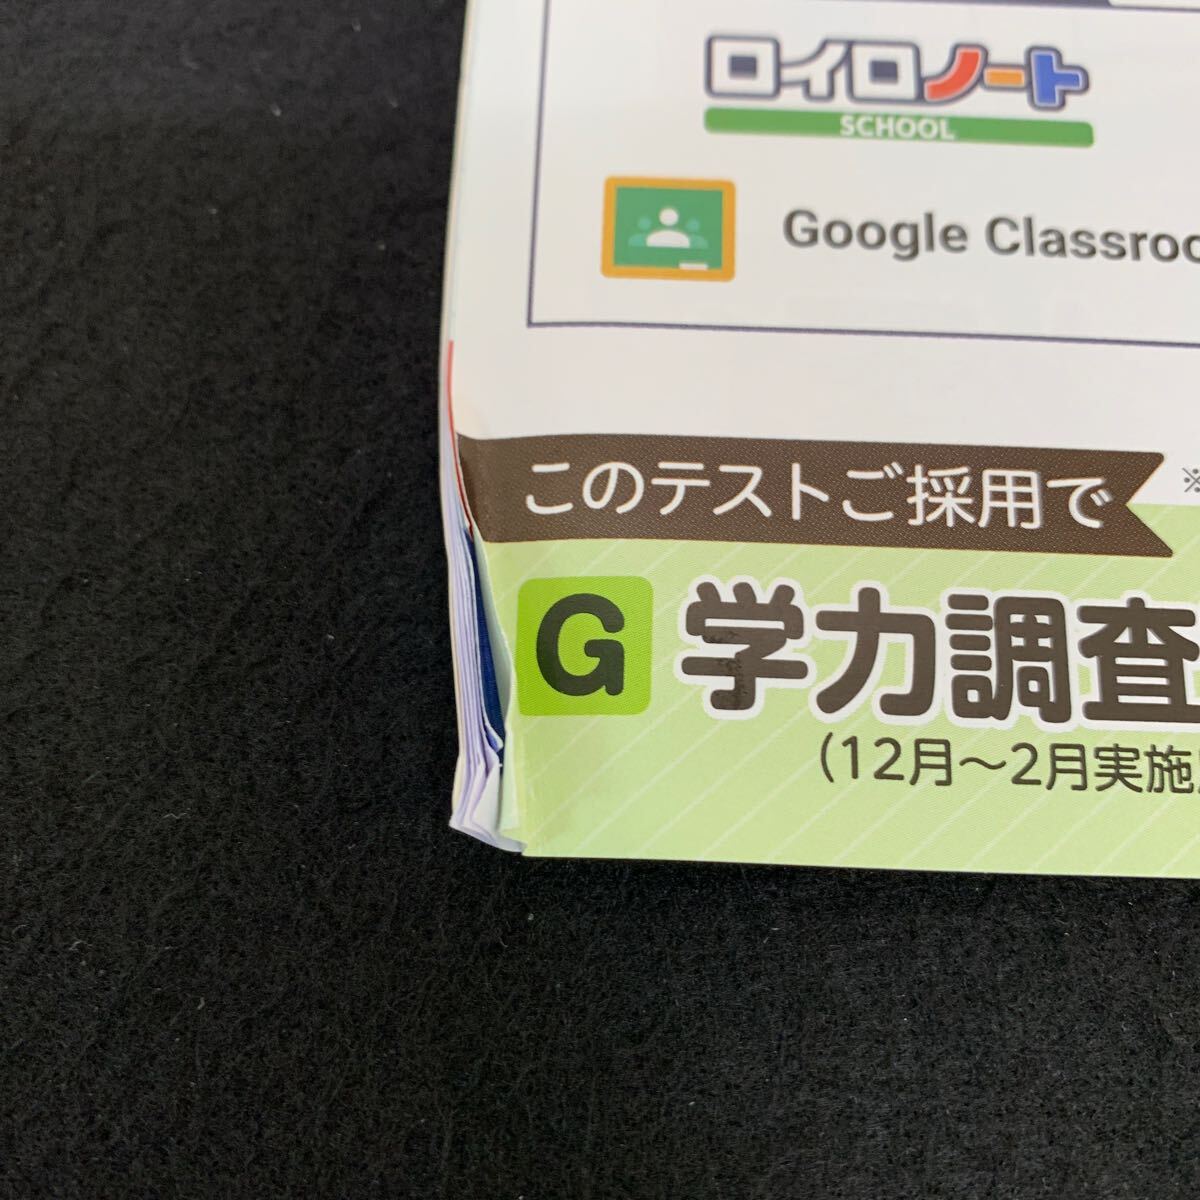 ロイロノート
SCHOOL
Google Classroo
※
このテストご採用で
G 学力調査
(12月～2月実施